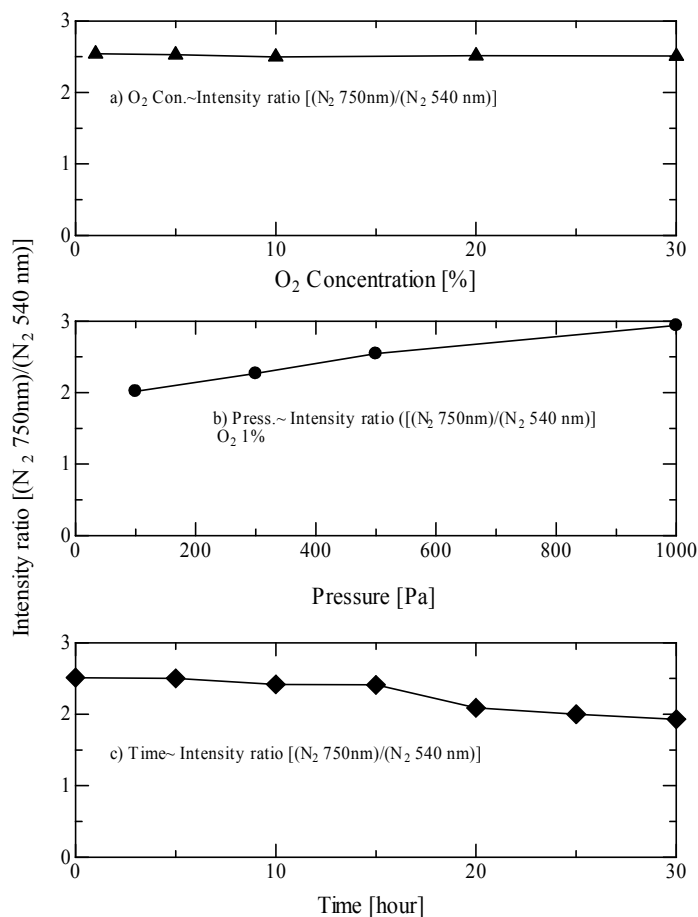 Intensity ratio [(N₂ 750nm)/(N₂ 540 nm)]
3
2
1
0
a) O₂ Con.~Intensity ratio [(N₂ 750nm)/(N₂ 540 nm)]
0 10 20 30
O₂ Concentration [%]
3
2
1
0
b) Press.~ Intensity ratio ([(N₂ 750nm)/(N₂ 540 nm)]
O₂ 1%
200 400 600 800 1000
0
Pressure [Pa]
3
2
1
0
c) Time~ Intensity ratio [(N₂ 750nm)/(N₂ 540 nm)]
0 10 20 30
Time [hour]